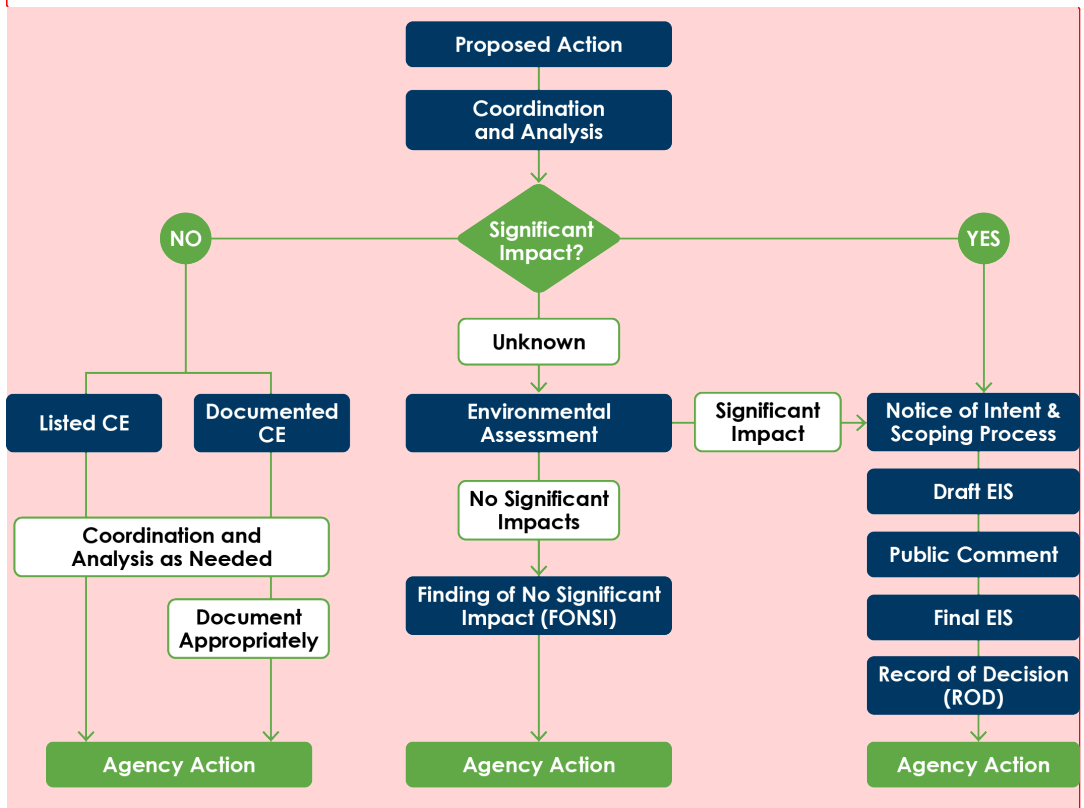 Proposed Action
Coordination
and Analysis
Significant
Impact?
NO
YES
Unknown
Listed CE
Documented
CE
Environmental
Assessment
Significant
Impact
Notice of Intent &
Scoping Process
No Significant
Impacts
Draft EIS
Coordination and
Analysis as Needed
Public Comment
Document
Appropriately
Finding of No Significant
Impact (FONSI)
Final EIS
Record of Decision
(ROD)
Agency Action
Agency Action
Agency Action